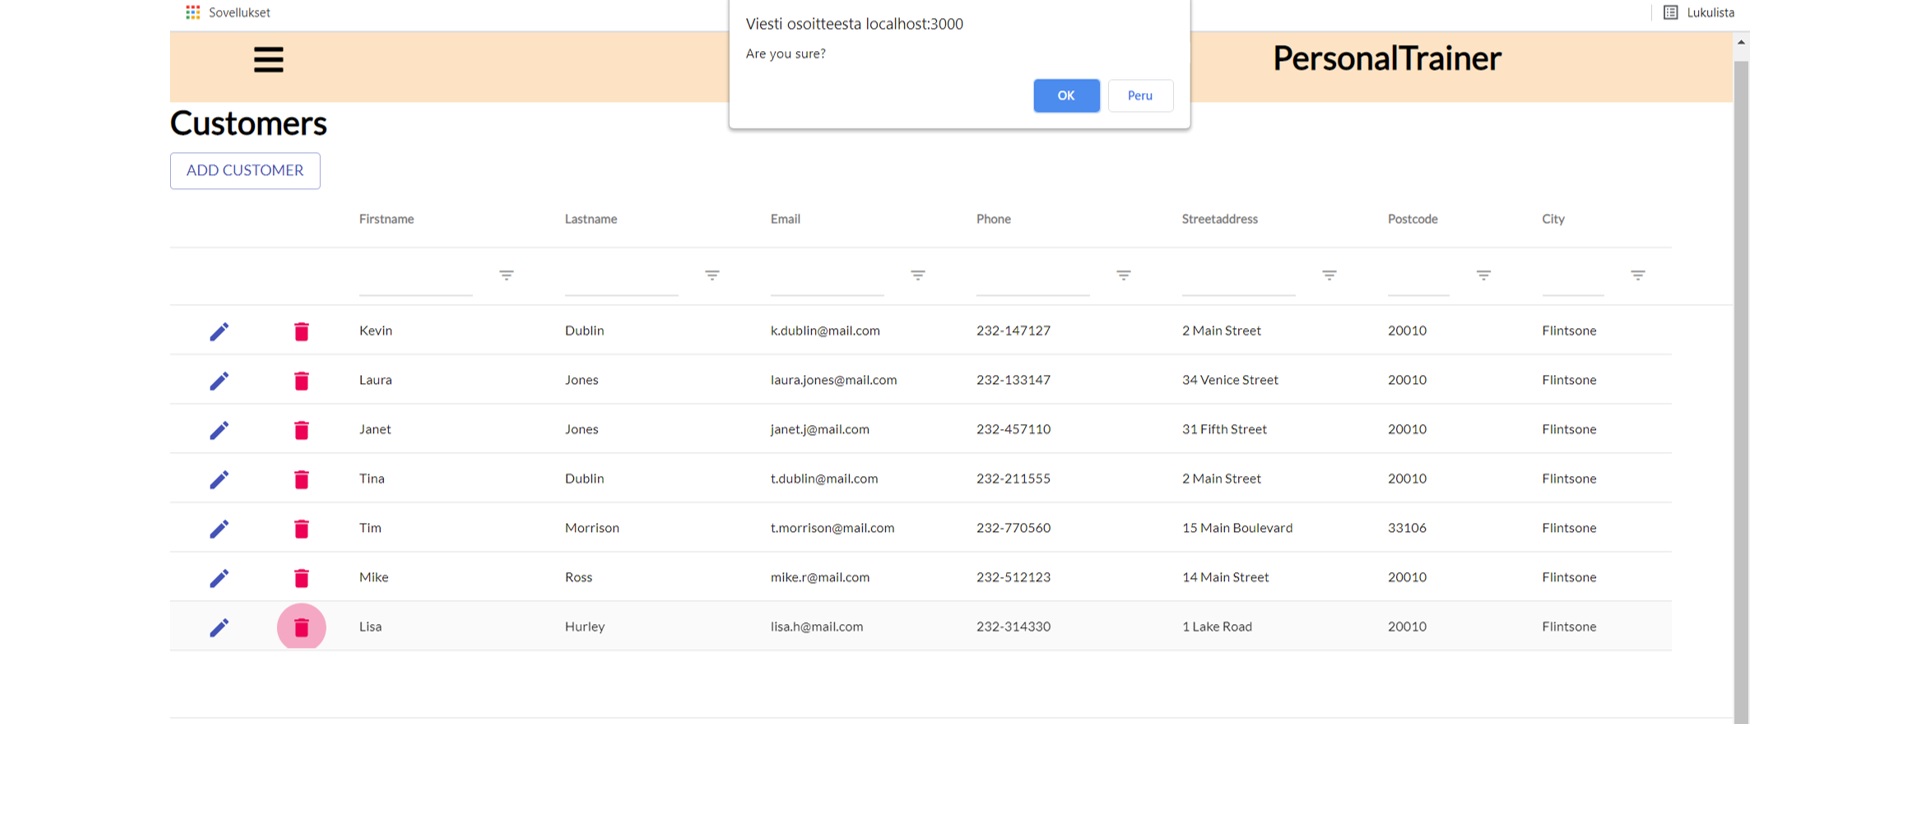 Sovellukset
Lukulista
Viesti osoitteesta localhost:3000
Are you sure?
OK Peru
PersonalTrainer
Customers
ADD CUSTOMER
Firstname Lastname Email Phone Streetaddress Postcode City
Kevin Dublin k.dublin@mail.com 232-147127 2 Main Street 20010 Flintsone
Laura Jones laura.jones@mail.com 232-133147 34 Venice Street 20010 Flintsone
Janet Jones janet.j@mail.com 232-457110 31 Fifth Street 20010 Flintsone
Tina Dublin t.dublin@mail.com 232-211555 2 Main Street 20010 Flintsone
Tim Morrison t.morrison@mail.com 232-770560 15 Main Boulevard 33106 Flintsone
Mike Ross mike.r@mail.com 232-512123 14 Main Street 20010 Flintsone
Lisa Hurley lisa.h@mail.com 232-314330 1 Lake Road 20010 Flintsone